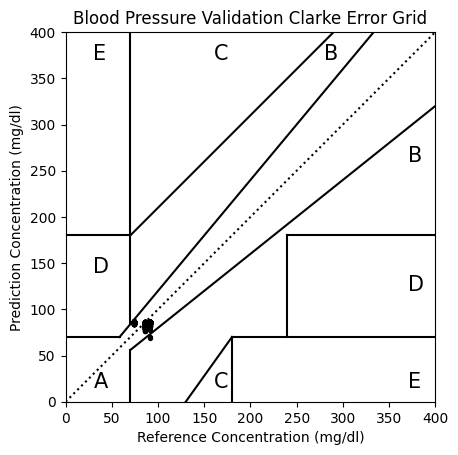 Blood Pressure Validation Clarke Error Grid
400
350
300
250
200
150
100
50
0
Prediction Concentration (mg/dl)
E
C
B
B
D
D
A
C
E
0 50 100 150 200 250 300 350 400
Reference Concentration (mg/dl)